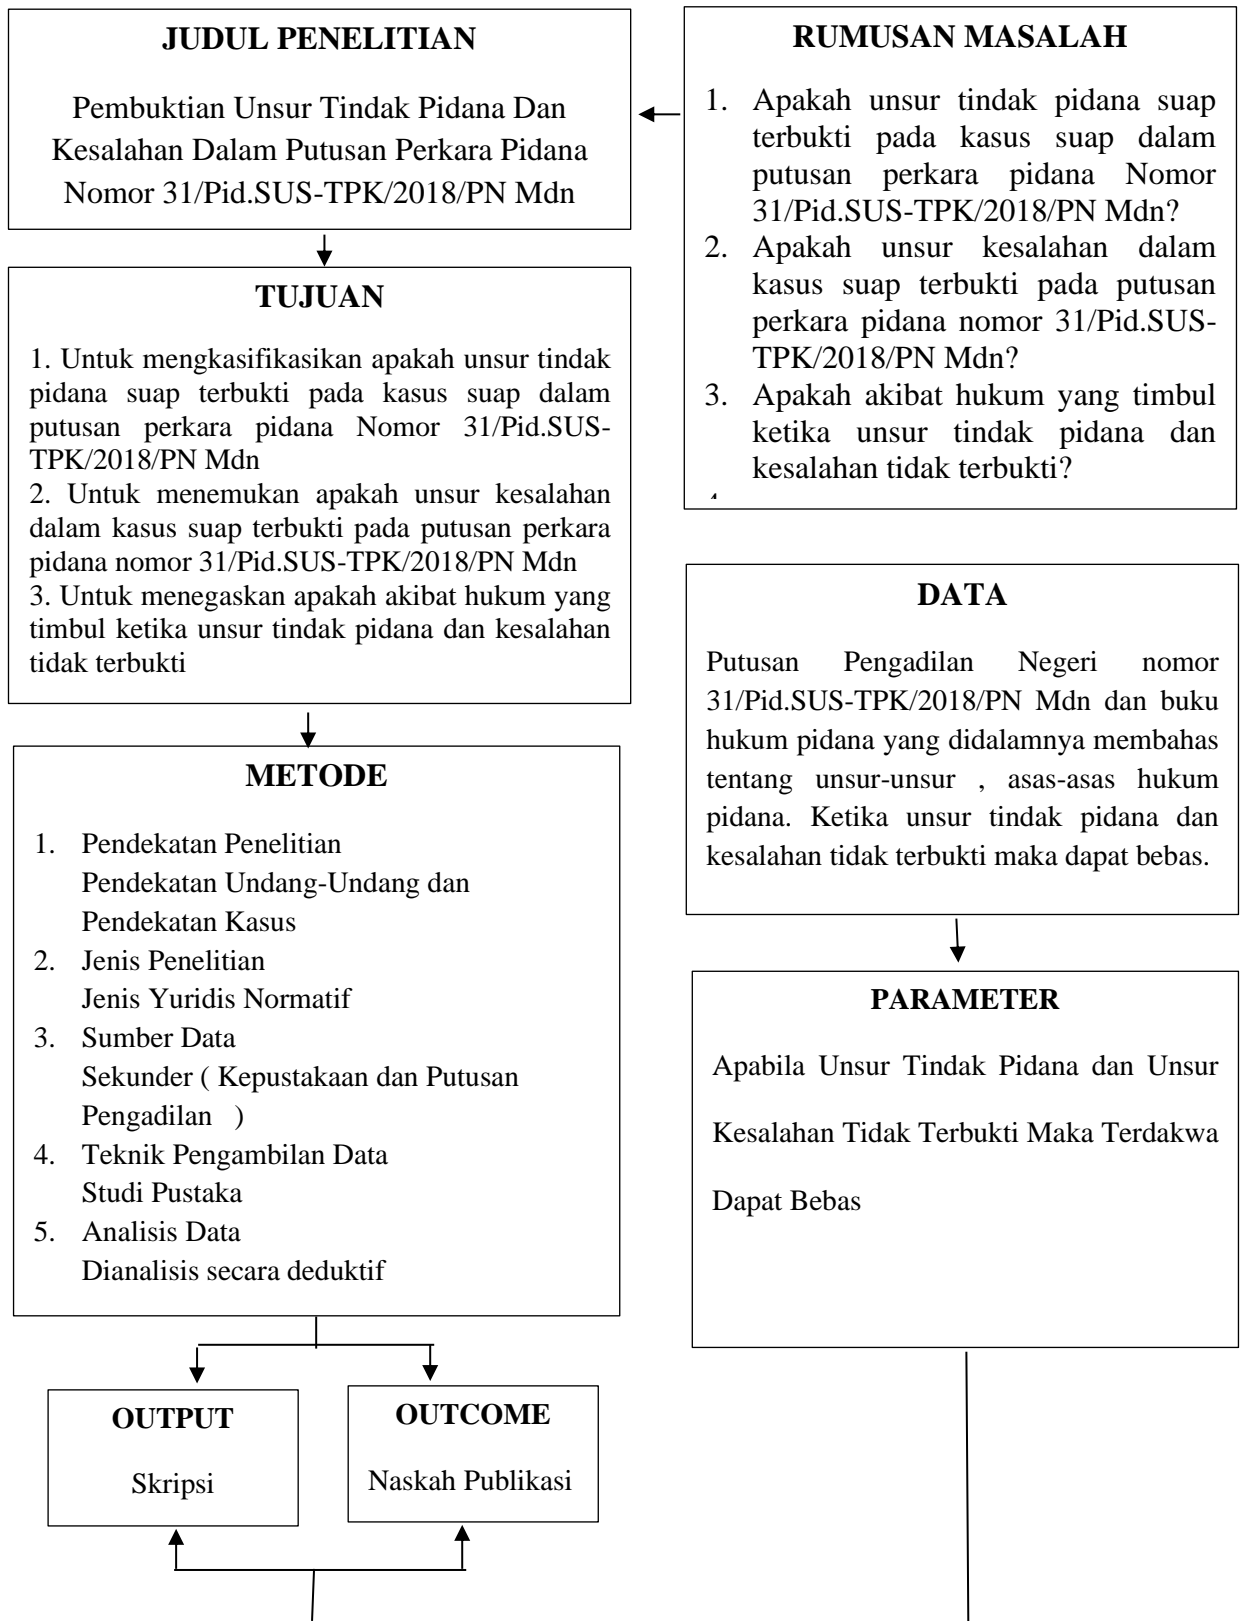 JUDUL PENELITIAN
Pembuktian Unsur Tindak Pidana Dan
Kesalahan Dalam Putusan Perkara Pidana
Nomor 31/Pid.SUS-TPK/2018/PN Mdn
RUMUSAN MASALAH
1. Apakah unsur tindak pidana suap
terbukti pada kasus suap dalam
putusan perkara pidana Nomor
31/Pid.SUS-TPK/2018/PN Mdn?
2. Apakah unsur kesalahan dalam
kasus suap terbukti pada putusan
perkara pidana nomor 31/Pid.SUS-
TPK/2018/PN Mdn?
3. Apakah akibat hukum yang timbul
ketika unsur tindak pidana dan
kesalahan tidak terbukti?
TUJUAN
1. Untuk mengkasifikasikan apakah unsur tindak
pidana suap terbukti pada kasus suap dalam
putusan perkara pidana Nomor 31/Pid.SUS-
TPK/2018/PN Mdn
2. Untuk menemukan apakah unsur kesalahan
dalam kasus suap terbukti pada putusan perkara
pidana nomor 31/Pid.SUS-TPK/2018/PN Mdn
3. Untuk menegaskan apakah akibat hukum yang
timbul ketika unsur tindak pidana dan kesalahan
tidak terbukti
DATA
Putusan Pengadilan Negeri nomor
31/Pid.SUS-TPK/2018/PN Mdn dan buku
hukum pidana yang didalamnya membahas
tentang unsur-unsur , asas-asas hukum
pidana. Ketika unsur tindak pidana dan
kesalahan tidak terbukti maka dapat bebas.
METODE
1. Pendekatan Penelitian
Pendekatan Undang-Undang dan
Pendekatan Kasus
2. Jenis Penelitian
Jenis Yuridis Normatif
3. Sumber Data
Sekunder ( Kepustakaan dan Putusan
Pengadilan )
4. Teknik Pengambilan Data
Studi Pustaka
5. Analisis Data
Dianalisis secara deduktif
PARAMETER
Apabila Unsur Tindak Pidana dan Unsur
Kesalahan Tidak Terbukti Maka Terdakwa
Dapat Bebas
OUTPUT
Skripsi
OUTCOME
Naskah Publikasi